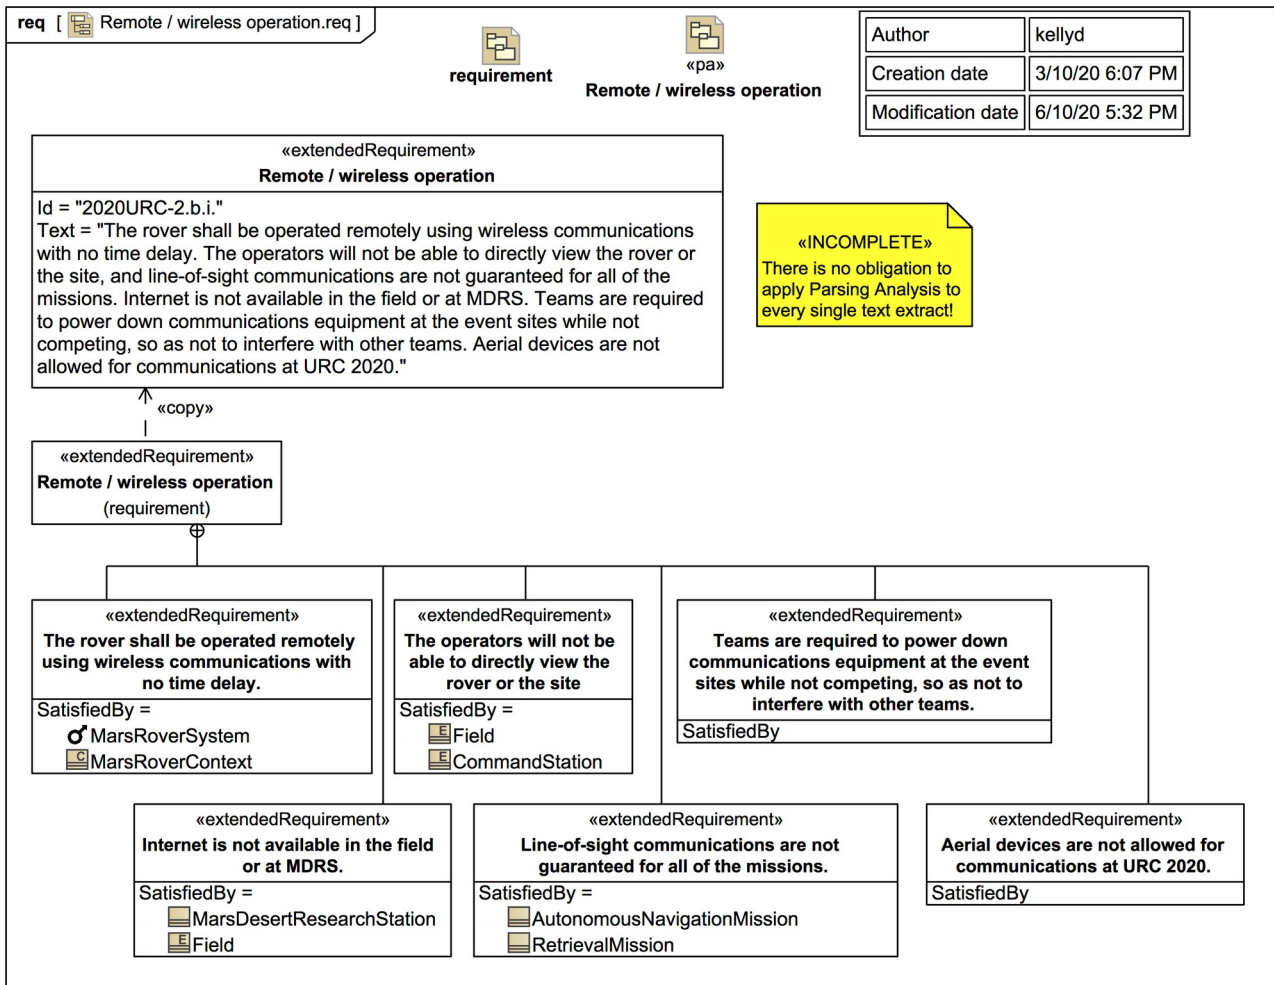 req [ Remote / wireless operation.req ]
requirement
«pa»
Remote / wireless operation
Author kellyd
Creation date 3/10/20 6:07 PM
Modification date 6/10/20 5:32 PM
«extendedRequirement»
Remote / wireless operation
Id = "2020URC-2.b.i."
Text = "The rover shall be operated remotely using wireless communications
with no time delay. The operators will not be able to directly view the rover or
the site, and line-of-sight communications are not guaranteed for all of the
missions. Internet is not available in the field or at MDRS. Teams are required
to power down communications equipment at the event sites while not
competing, so as not to interfere with other teams. Aerial devices are not
allowed for communications at URC 2020."
«INCOMPLETE»
There is no obligation to
apply Parsing Analysis to
every single text extract!
«copy»
«extendedRequirement»
Remote / wireless operation
(requirement)
«extendedRequirement»
The rover shall be operated remotely
using wireless communications with
no time delay.
SatisfiedBy =
MarsRoverSystem
C MarsRoverContext
«extendedRequirement»
The operators will not be
able to directly view the
rover or the site
SatisfiedBy =
E Field
E CommandStation
«extendedRequirement»
Teams are required to power down
communications equipment at the event
sites while not competing, so as not to
interfere with other teams.
SatisfiedBy
«extendedRequirement»
Internet is not available in the field
or at MDRS.
SatisfiedBy =
MarsDesertResearchStation
E Field
«extendedRequirement»
Line-of-sight communications are not
guaranteed for all of the missions.
SatisfiedBy =
AutonomousNavigationMission
RetrievalMission
«extendedRequirement»
Aerial devices are not allowed for
communications at URC 2020.
SatisfiedBy